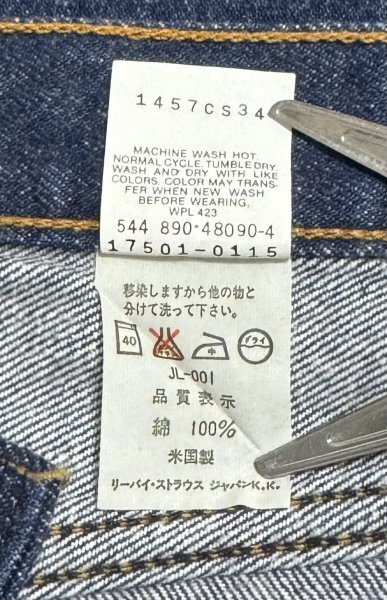 1457CS34
MACHINE WASH HOT
NORMAL CYCLE. TUMBLE DRY.
WASH AND DRY WITH LIKE
COLORS. COLOR MAY TRANS-
FER WHEN NEW. WASH
BEFORE WEARING.
WPL 423
544 890-48090-4
17501-0115
移染しますから他の物と
分けて洗って下さい。
40 中 ドライ
JL-001
品質表示
綿 100%
米国製
リーバイ・ストラウス ジャパンK.K.